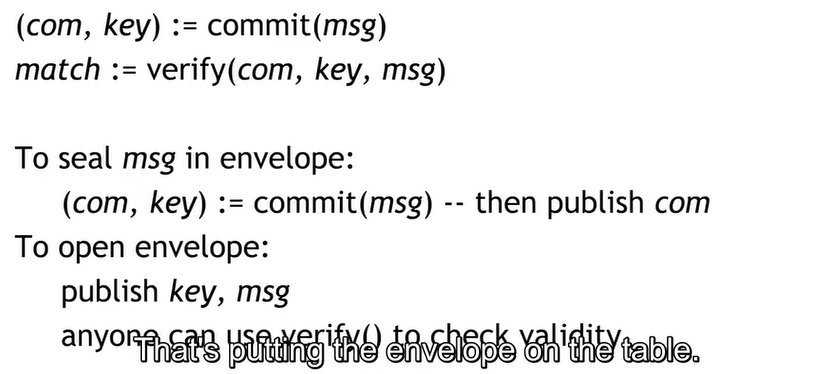 (com, key) := commit(msg)
match := verify(com, key, msg)
To seal msg in envelope:
(com, key) := commit(msg) -- then publish com
To open envelope:
publish key, msg
anyone can use verify() to check validity
That's putting the envelope on the table.